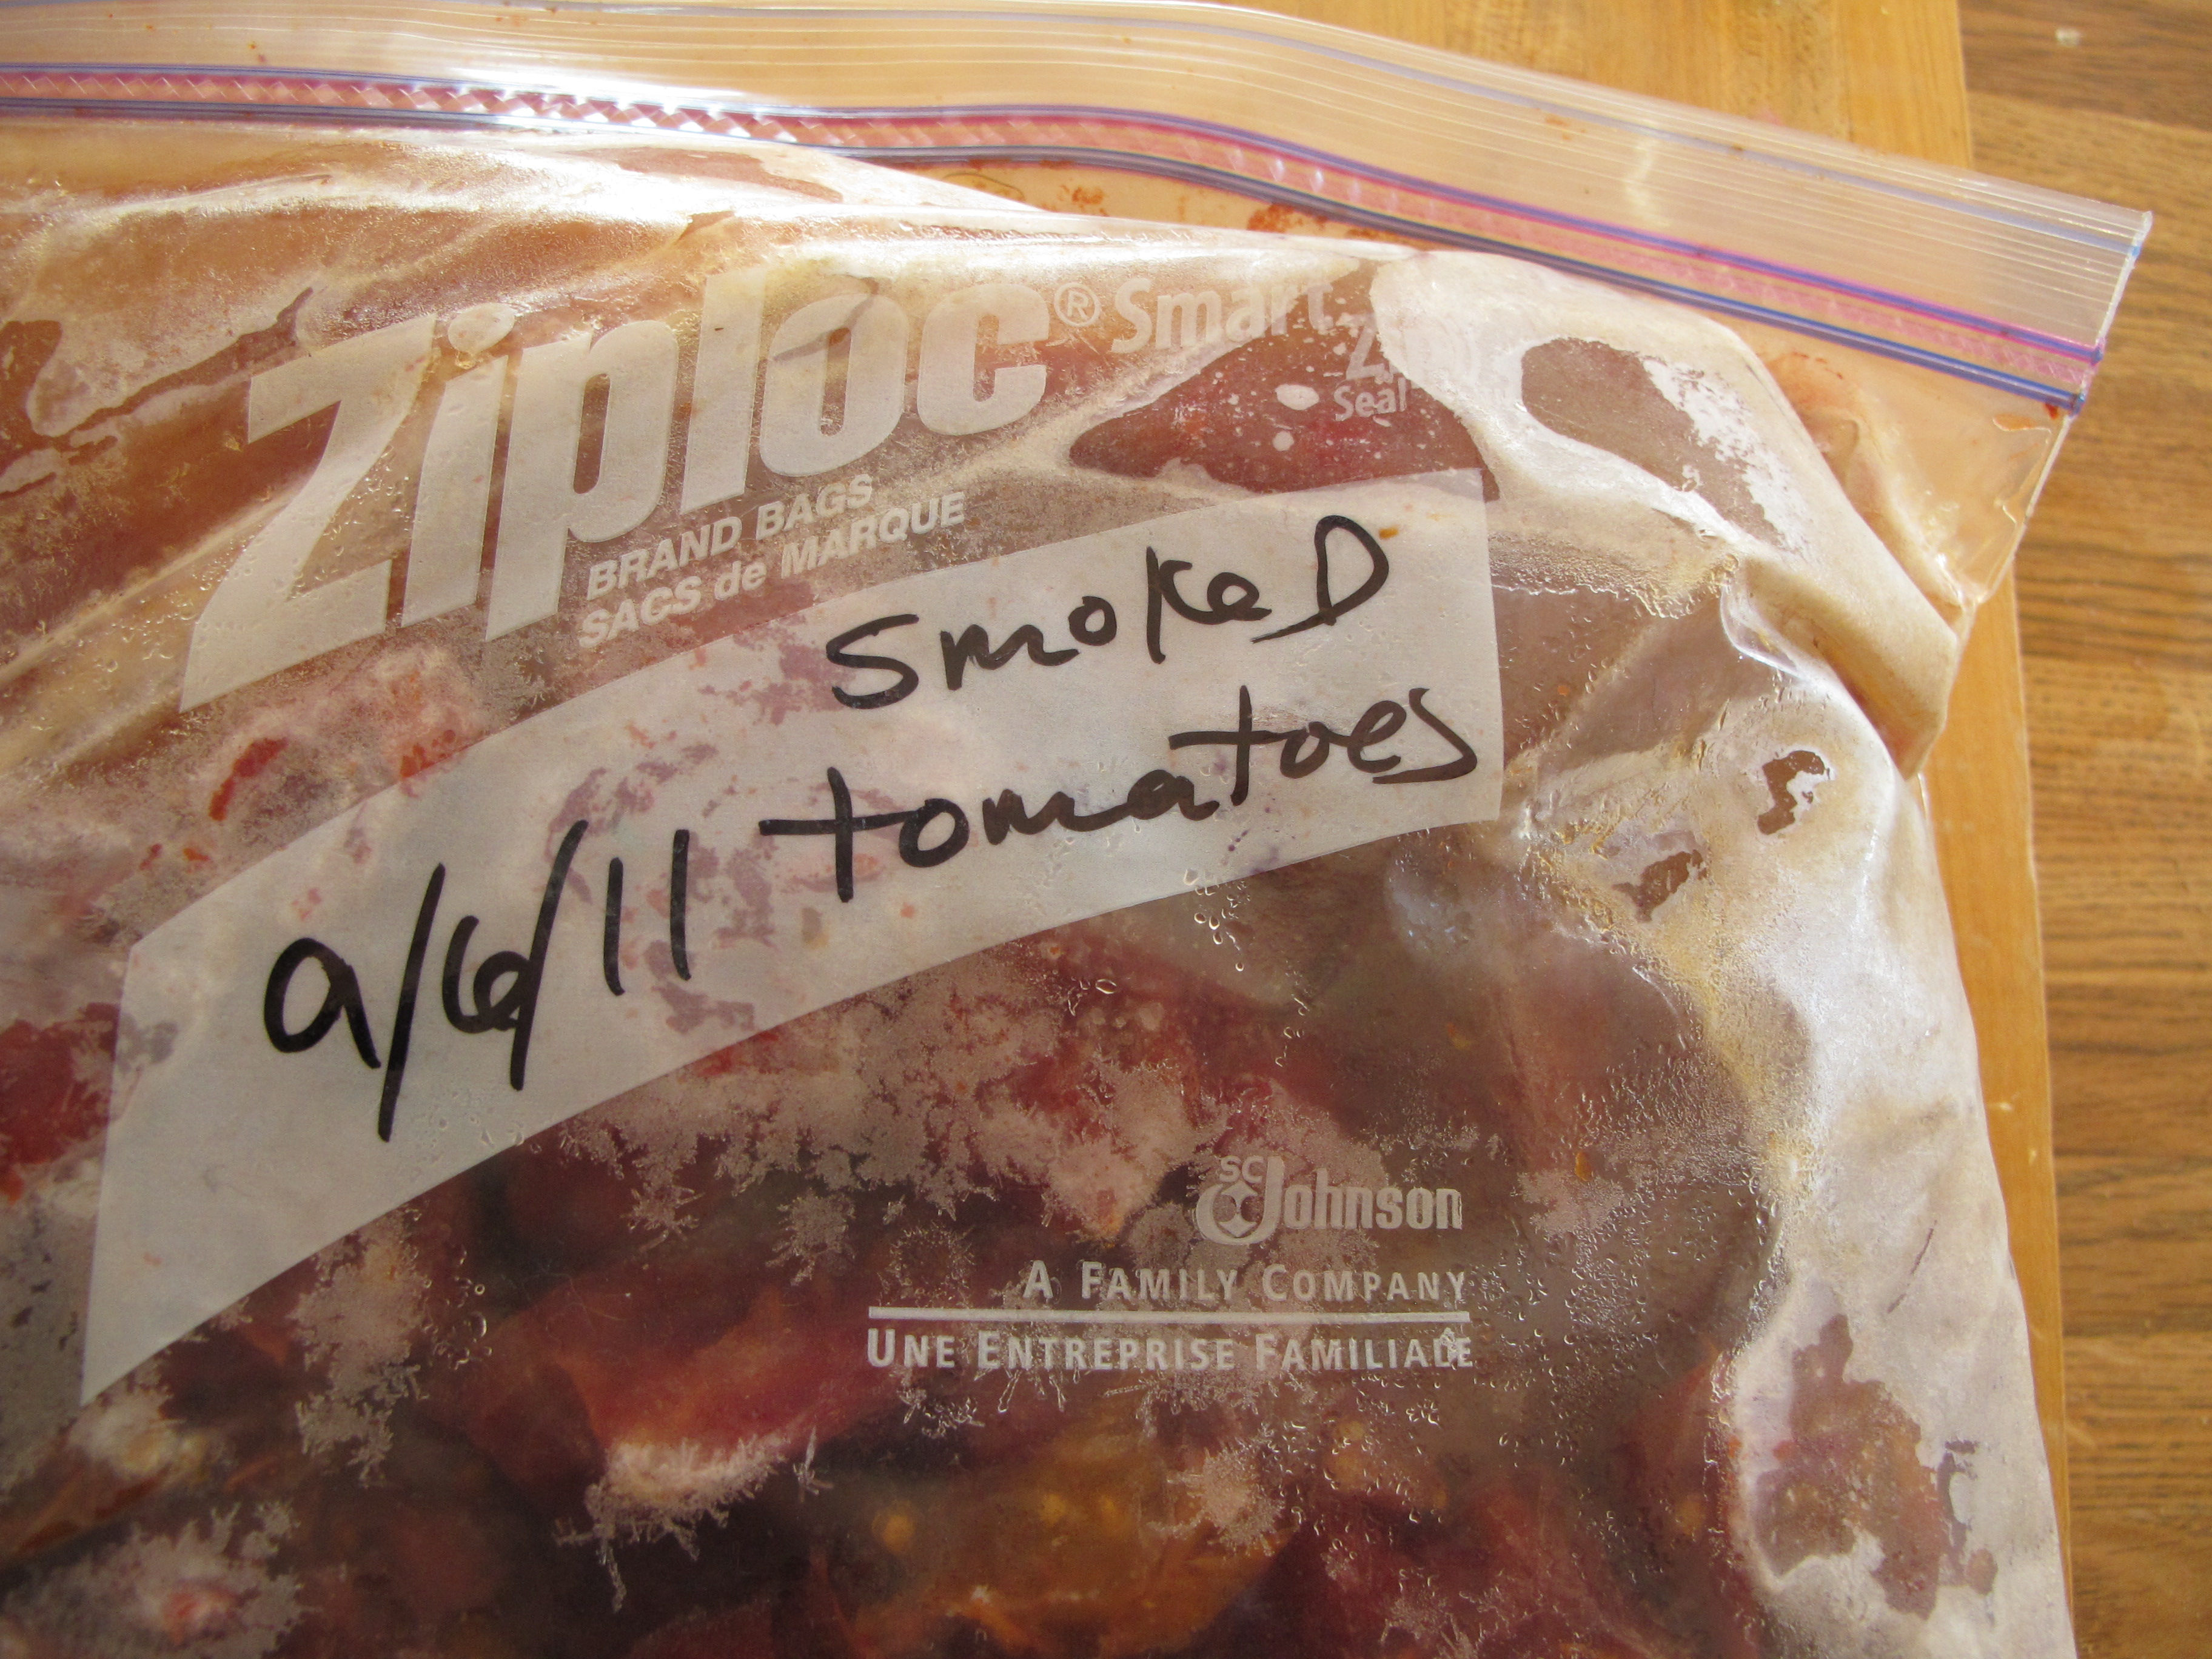 Ziploc® Smart
Zip
Seal
BRAND BAGS
SACS de MARQUE
smokeD
9/6/11 tomatoes
SC Johnson
A FAMILY COMPANY
UNE ENTREPRISE FAMILIALE